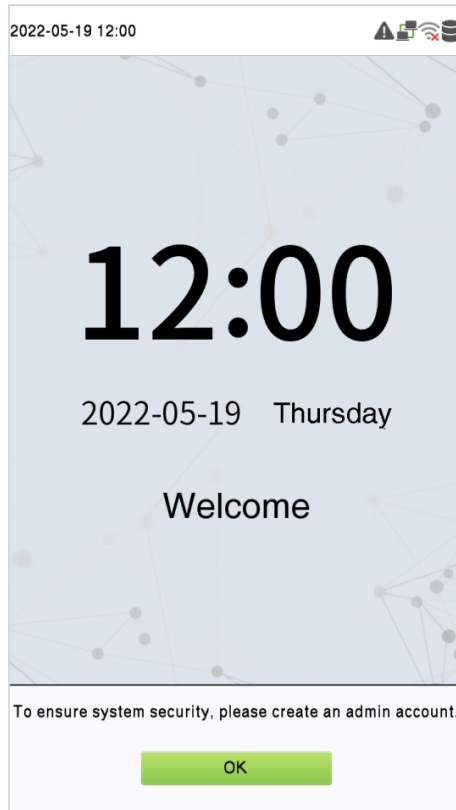 2022-05-19 12:00
12:00
2022-05-19 Thursday
Welcome
To ensure system security, please create an admin account.
OK